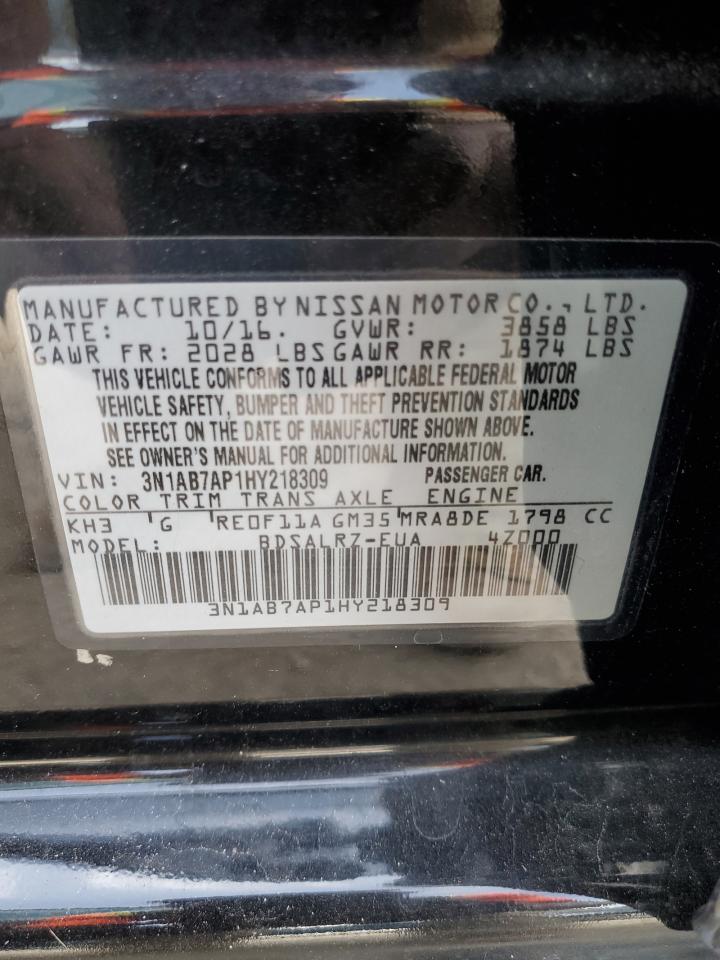 MANUFACTURED BY NISSAN MOTOR CO., LTD.
DATE: 10/16. GVWR: 3858 LBS
GAWR FR: 2028 LBS GAWR RR: 1874 LBS
THIS VEHICLE CONFORMS TO ALL APPLICABLE FEDERAL MOTOR
VEHICLE SAFETY, BUMPER AND THEFT PREVENTION STANDARDS
IN EFFECT ON THE DATE OF MANUFACTURE SHOWN ABOVE.
SEE OWNER'S MANUAL FOR ADDITIONAL INFORMATION.
VIN: 3N1AB7AP1HY218309 PASSENGER CAR.
COLOR TRIM TRANS AXLE ENGINE
KH3 G RE0F11A GM35 MRA8DE 1798 CC
MODEL: BDSALRZ-EUA 4Z000
3N1AB7AP1HY218309